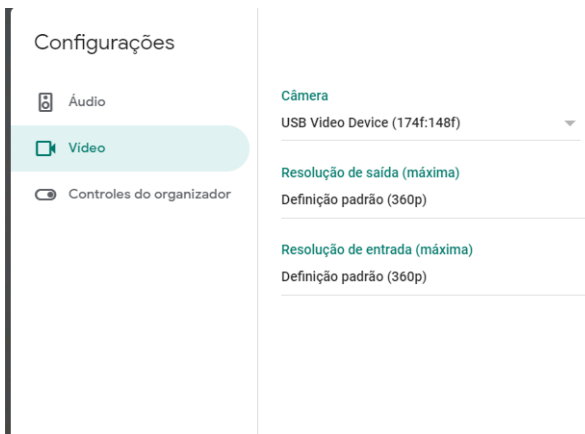 Configurações
Áudio
Vídeo
Controles do organizador
Câmera
USB Video Device (174f:148f)
Resolução de saída (máxima)
Definição padrão (360p)
Resolução de entrada (máxima)
Definição padrão (360p)